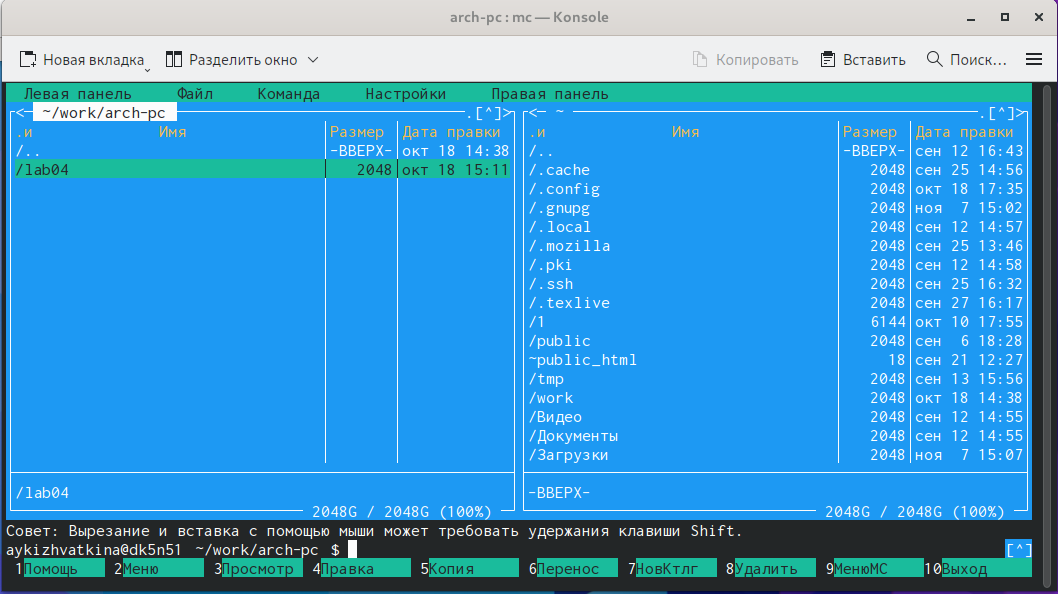 arch-pc : mc — Konsole
Новая вкладка Разделить окно Копировать Вставить Поиск...
Левая панель Файл Команда Настройки Правая панель
<— ~/work/arch-pc .[^]> <— ~ .[^]>
.и Имя Размер Дата правки .и Имя Размер Дата правки
/.. -ВВЕРХ- окт 18 14:38 /.. -ВВЕРХ- сен 12 16:43
/lab04 2048 окт 18 15:11 /.cache 2048 сен 25 14:56
/.config 2048 окт 18 17:35
/.gnupg 2048 ноя 7 15:02
/.local 2048 сен 12 14:57
/.mozilla 2048 сен 25 13:46
/.pki 2048 сен 12 14:58
/.ssh 2048 сен 25 16:32
/.texlive 2048 сен 27 16:17
/1 6144 окт 10 17:55
/public 2048 сен 6 18:28
~public_html 18 сен 21 12:27
/tmp 2048 сен 13 15:56
/work 2048 окт 18 14:38
/Видео 2048 сен 12 14:55
/Документы 2048 сен 12 14:55
/Загрузки 2048 ноя 7 15:07
/lab04 -ВВЕРХ-
2048G / 2048G (100%) 2048G / 2048G (100%)
Совет: Вырезание и вставка с помощью мыши может требовать удержания клавиши Shift.
aykizhvatkina@dk5n51 ~/work/arch-pc $ [^]
1Помощь 2Меню 3Просмотр 4Правка 5Копия 6Перенос 7НовКтлг 8Удалить 9МенюМС 10Выход